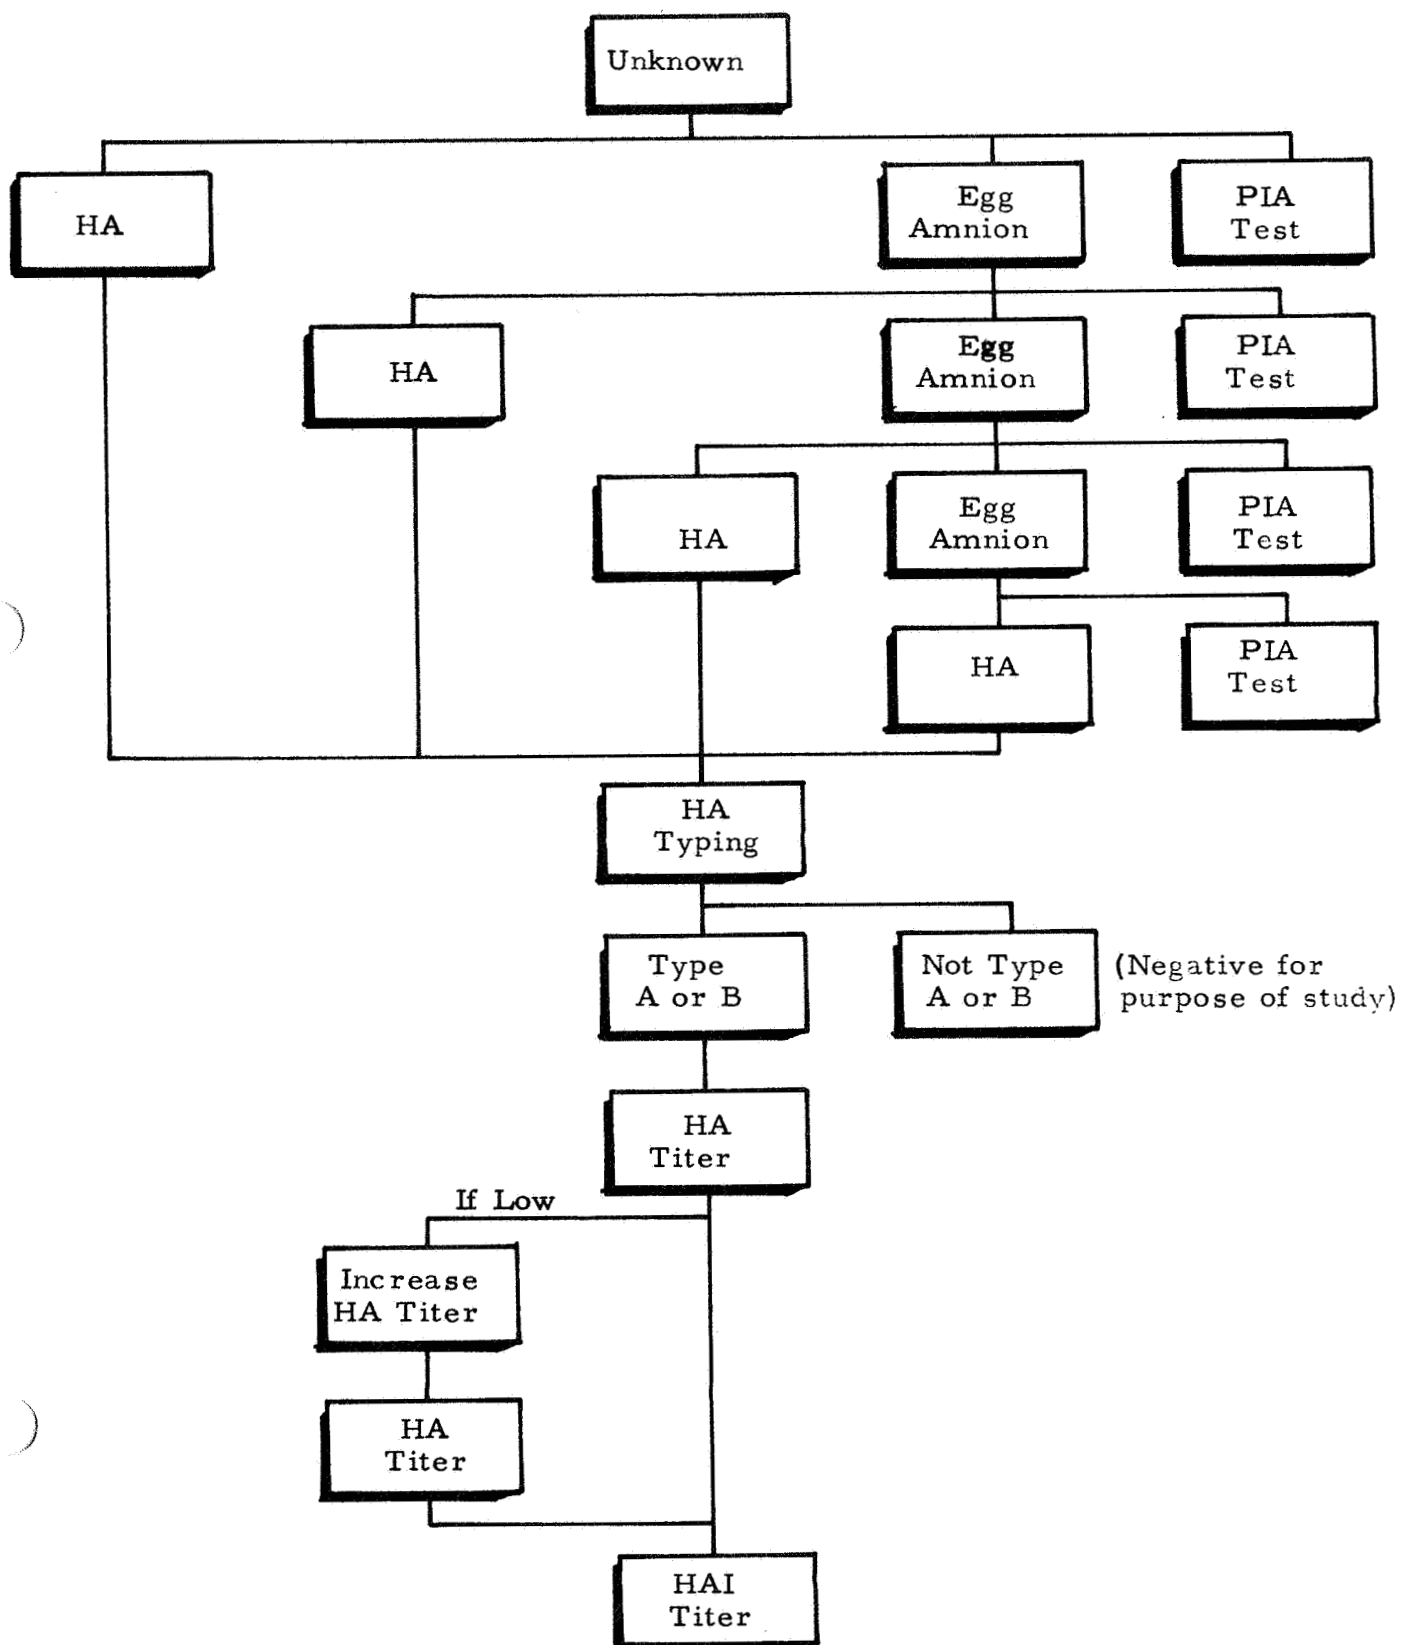 Unknown
HA
Egg
Amnion
PIA
Test
HA
Egg
Amnion
PIA
Test
HA
Egg
Amnion
PIA
Test
HA
PIA
Test
HA
Typing
Type
A or B
Not Type
A or B
(Negative for
purpose of study)
HA
Titer
If Low
Increase
HA Titer
HA
Titer
HAI
Titer